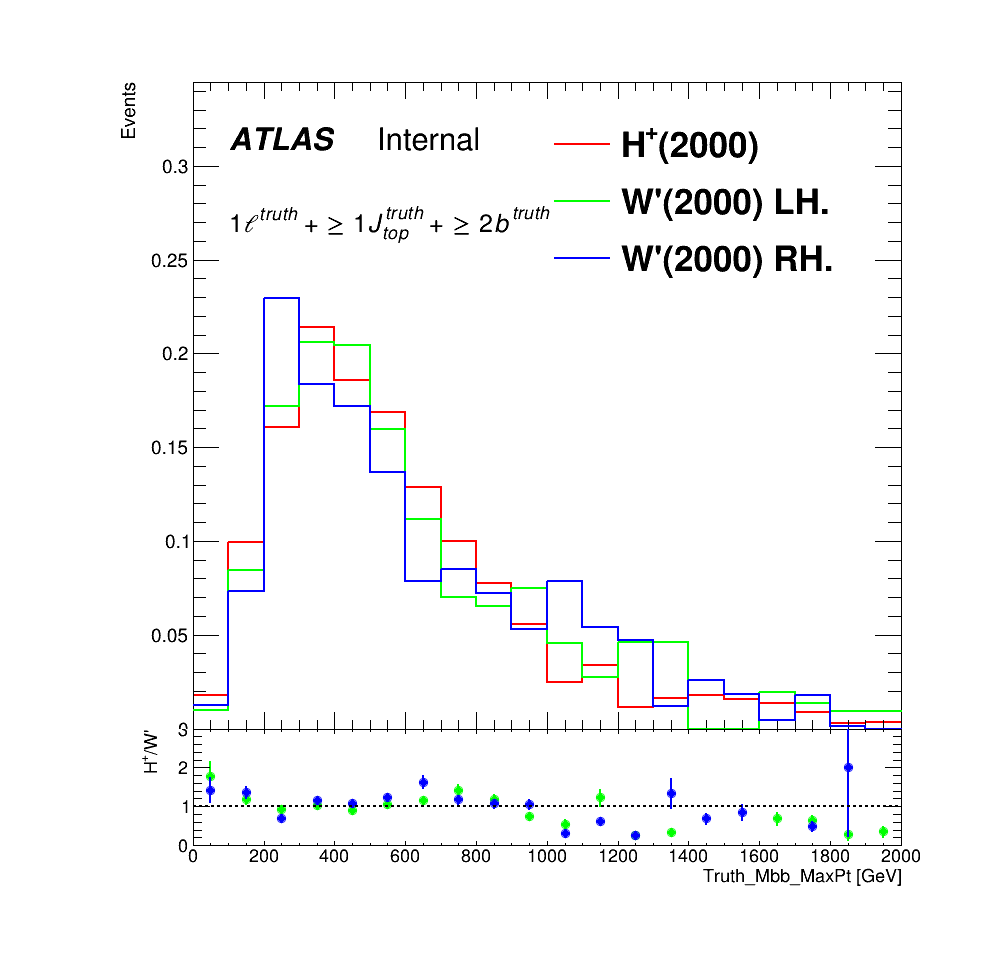 Events
ATLAS Internal
H⁺(2000)
W'(2000) LH.
W'(2000) RH.
1ℓ^truth + ≥ 1J_top^truth + ≥ 2b^truth
0.3
0.25
0.2
0.15
0.1
0.05
H⁺/W'
3
2
1
0
0 200 400 600 800 1000 1200 1400 1600 1800 2000
Truth_Mbb_MaxPt [GeV]